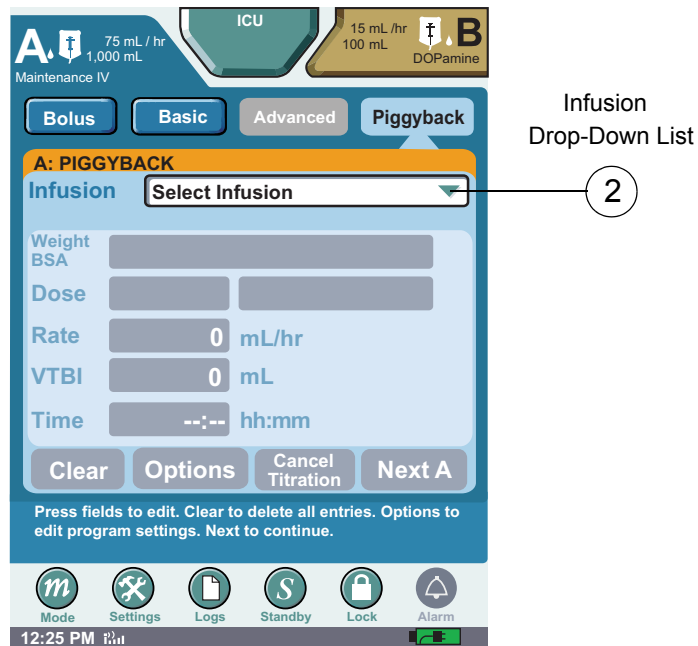 A
75 mL / hr
1,000 mL
Maintenance IV
ICU
15 mL /hr
100 mL
B
DOPamine
Bolus
Basic
Advanced
Piggyback
A: PIGGYBACK
Infusion
Select Infusion
Infusion
Drop-Down List
2
Weight
BSA
Dose
Rate 0 mL/hr
VTBI 0 mL
Time --:-- hh:mm
Clear
Options
Cancel
Titration
Next A
Press fields to edit. Clear to delete all entries. Options to
edit program settings. Next to continue.
m
S
Mode
Settings
Logs
Standby
Lock
Alarm
12:25 PM